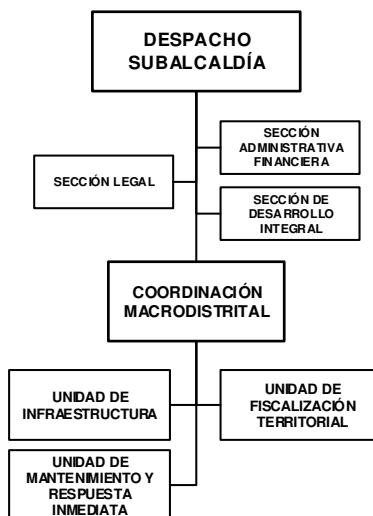 DESPACHO
SUBALCALDÍA
SECCIÓN
ADMINISTRATIVA
FINANCIERA
SECCIÓN LEGAL
SECCIÓN DE
DESARROLLO
INTEGRAL
COORDINACIÓN
MACRODISTRITAL
UNIDAD DE
INFRAESTRUCTURA
UNIDAD DE
FISCALIZACIÓN
TERRITORIAL
UNIDAD DE
MANTENIMIENTO Y
RESPUESTA
INMEDIATA